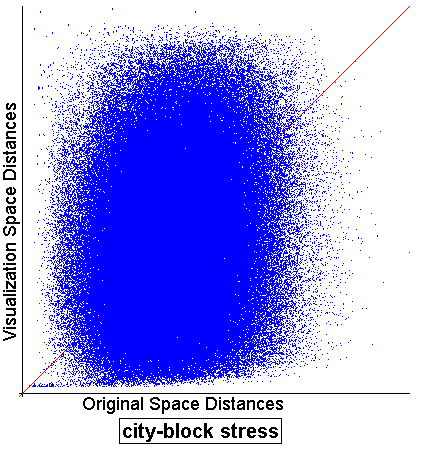 Visualization Space Distances
Original Space Distances
city-block stress